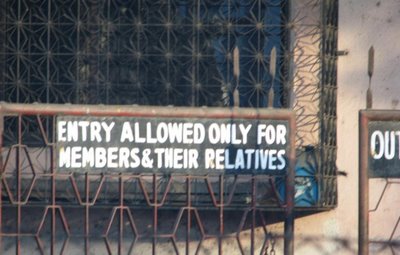 ENTRY ALLOWED ONLY FOR
MEMBERS & THEIR RELATIVES
OUT